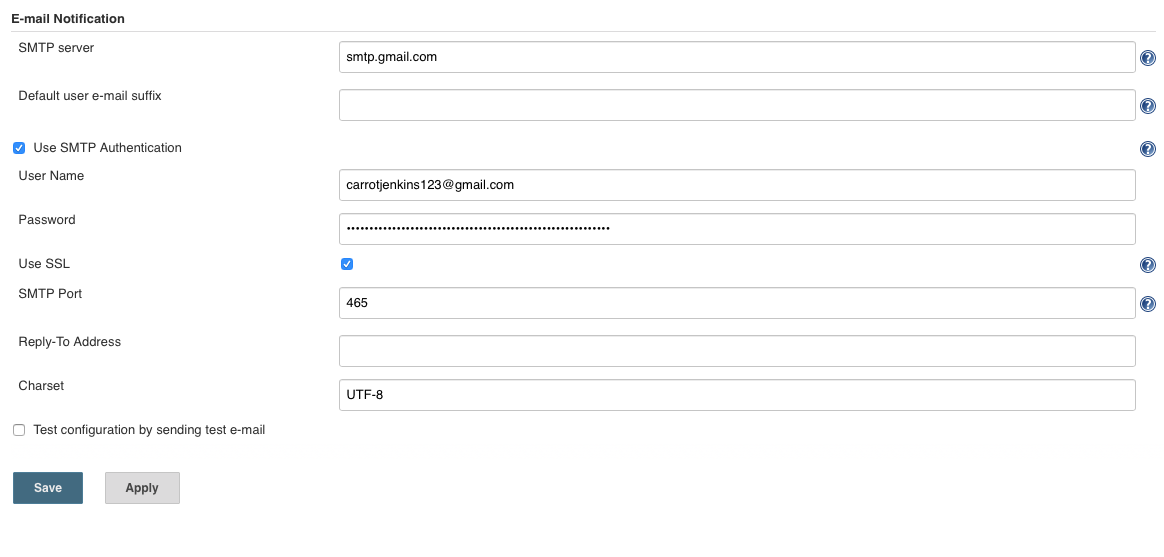 E-mail Notification
SMTP server
smtp.gmail.com
?
Default user e-mail suffix
?
Use SMTP Authentication
?
User Name
carrotjenkins123@gmail.com
Password
Use SSL
?
SMTP Port
465
?
Reply-To Address
Charset
UTF-8
Test configuration by sending test e-mail
Save
Apply